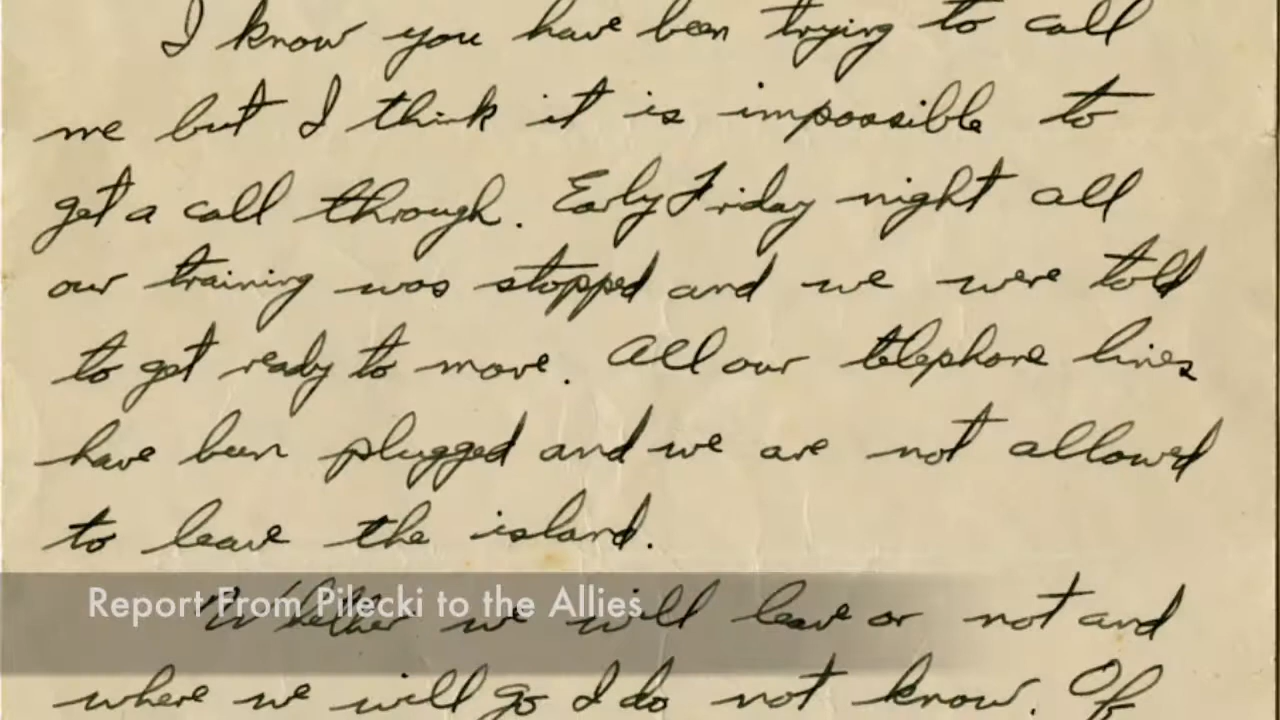 I know you have been trying to call
me but I think it is impossible to
get a call through. Early Friday night all
our training was stopped and we were told
to get ready to move. All our telephone lines
have been plugged and we are not allowed
to leave the island.
Report From Pilecki to the Allies
Whether we will leave or not and
where we will go I do not know. Of